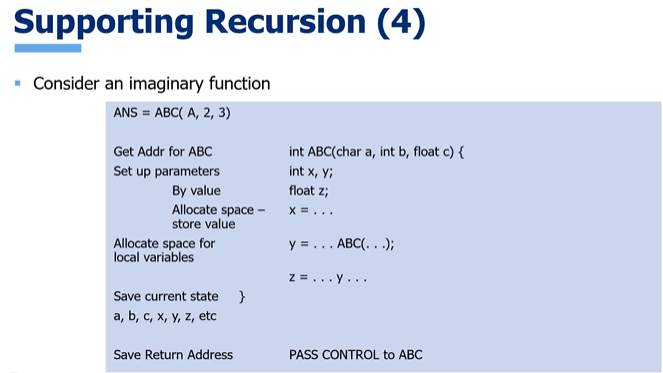 Supporting Recursion (4)
Consider an imaginary function
ANS = ABC( A, 2, 3)
Get Addr for ABC int ABC(char a, int b, float c) {
Set up parameters int x, y;
By value float z;
Allocate space – x = . . .
store value
Allocate space for y = . . . ABC(. . .);
local variables
z = . . . y . . .
Save current state }
a, b, c, x, y, z, etc
Save Return Address PASS CONTROL to ABC